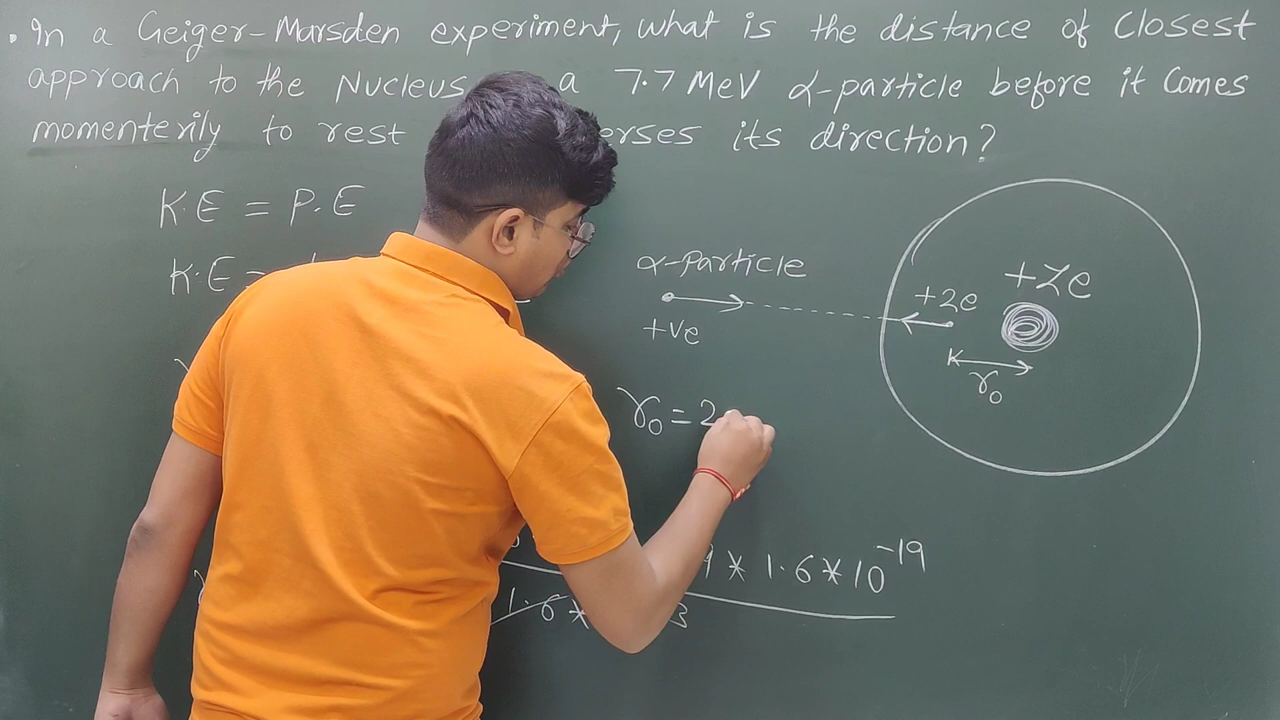 . In a Geiger-Marsden experiment, what is the distance of Closest
approach to the Nucleus a 7.7 MeV α-particle before it Comes
momenterily to rest erses its direction?
K.E = P.E
K.E =
α-Particle
+ve
+2e
+Ze
r₀
r₀ = 2
9 * 1.6 * 10⁻¹⁹
1.6 *